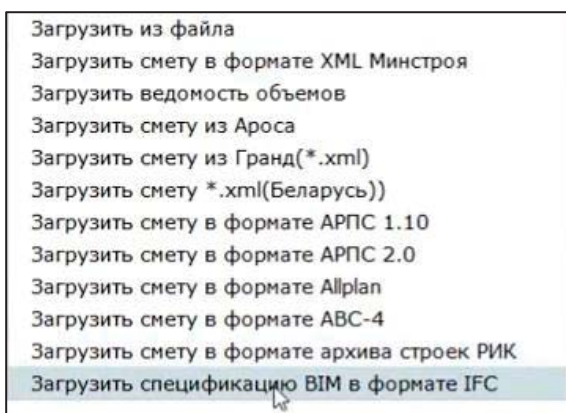 Загрузить из файла
Загрузить смету в формате XML Минстроя
Загрузить ведомость объемов
Загрузить смету из Ароса
Загрузить смету из Гранд(*.xml)
Загрузить смету *.xml(Беларусь))
Загрузить смету в формате АРПС 1.10
Загрузить смету в формате АРПС 2.0
Загрузить смету в формате Allplan
Загрузить смету в формате АВС-4
Загрузить смету в формате архива строек РИК
Загрузить спецификацию BIM в формате IFC